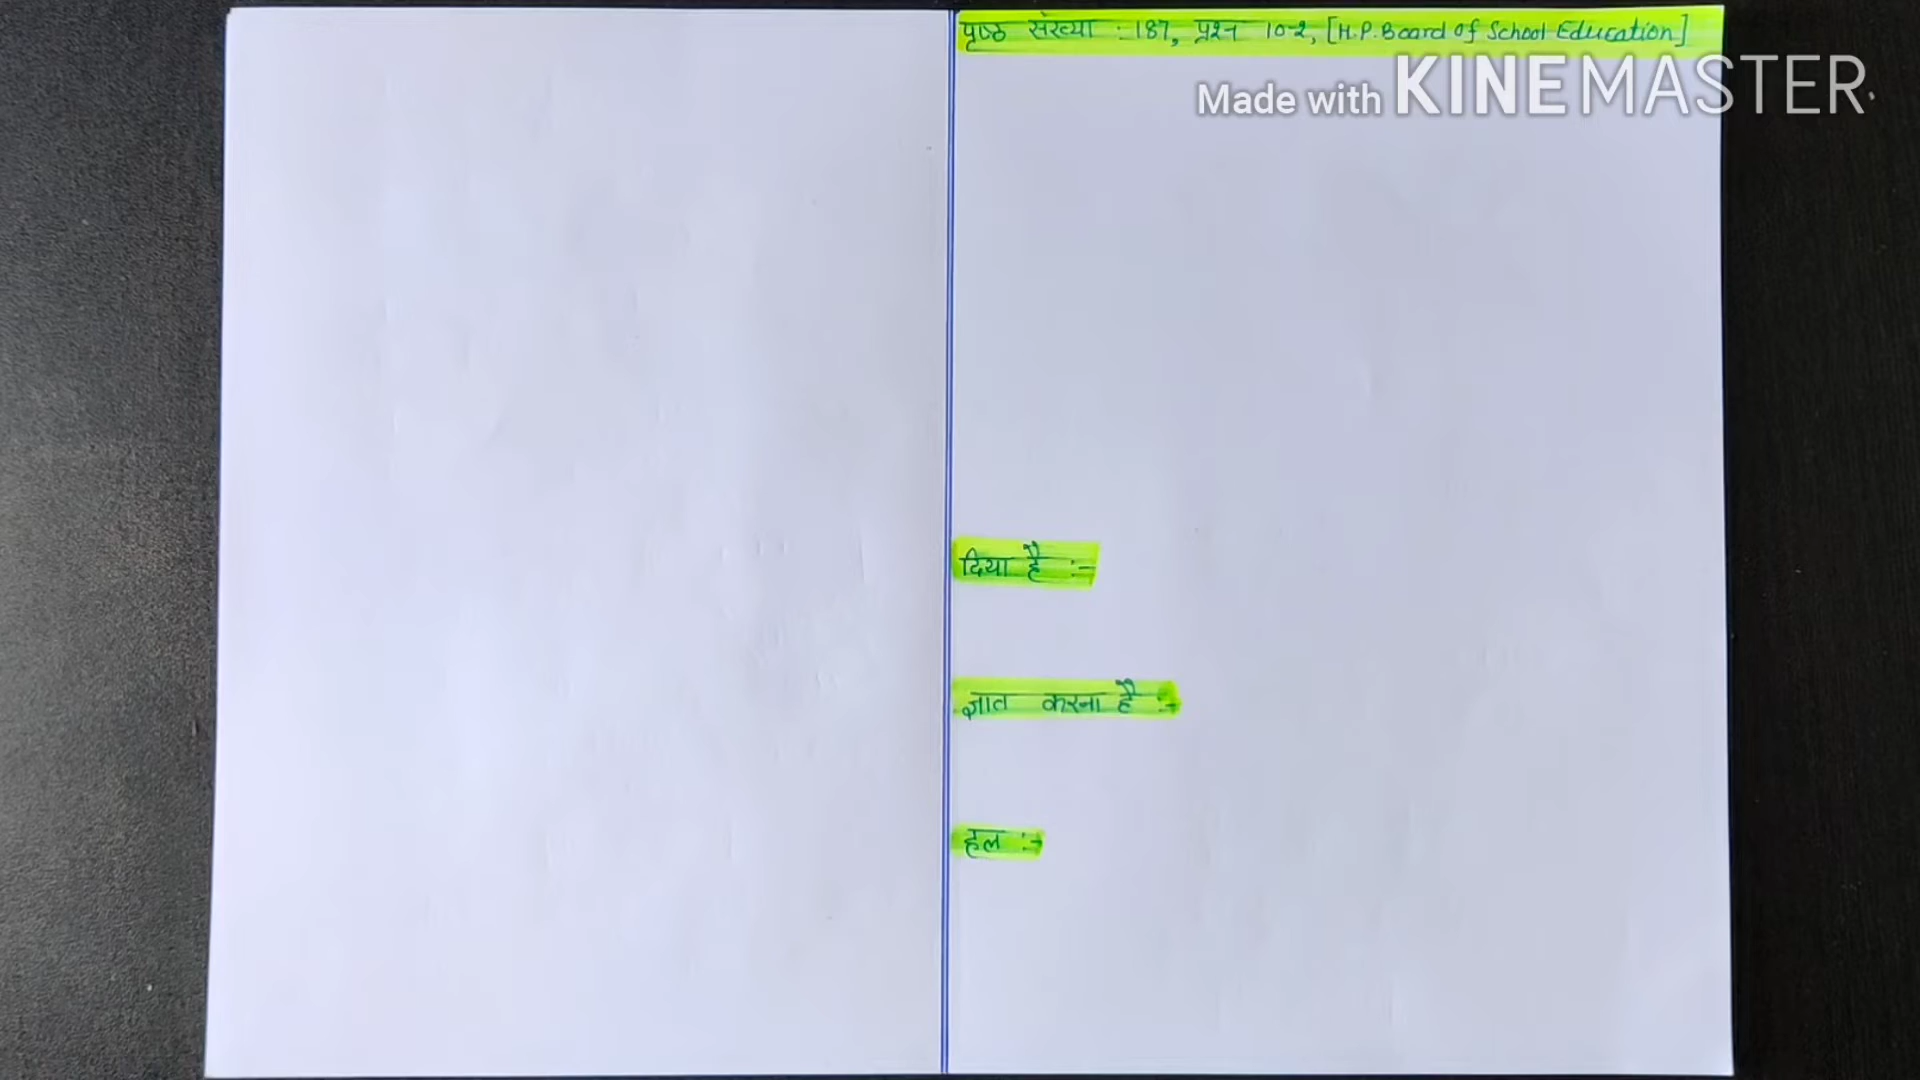 पृष्ठ संख्या :- 187, प्रश्न 10.2, [H.P.Board of School Education]
Made with KINEMASTER
दिया है :-
ज्ञात करना है :-
हल :-